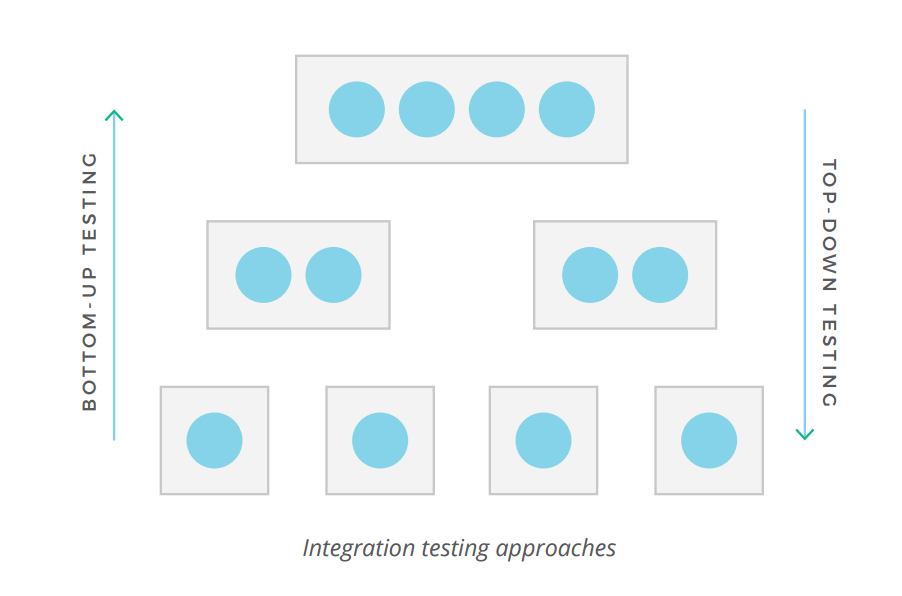 BOTTOM-UP TESTING
TOP-DOWN TESTING
Integration testing approaches